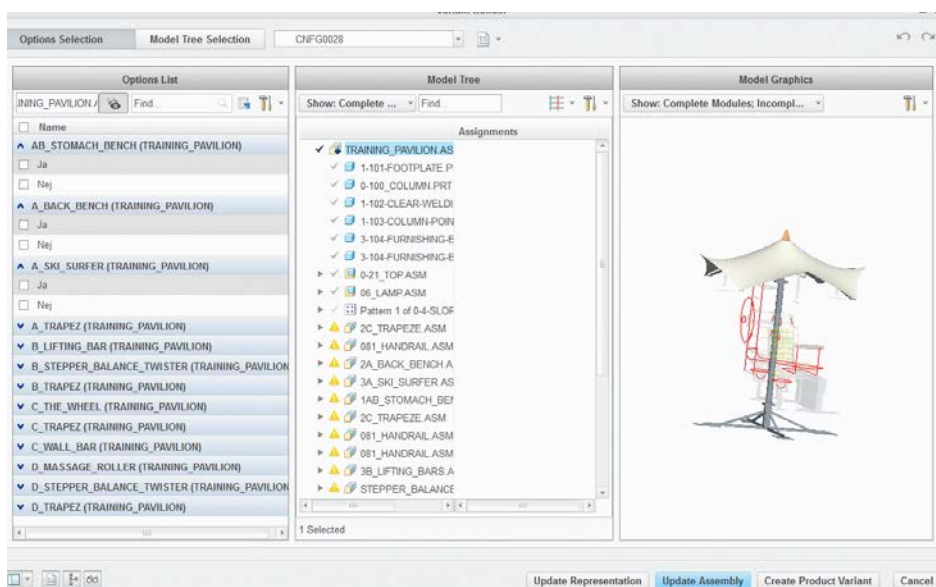 Options Selection
Model Tree Selection
CNFG0028
Options List
INING_PAVILION.A
Find...
Name
AB_STOMACH_BENCH (TRAINING_PAVILION)
Ja
Nej
A_BACK_BENCH (TRAINING_PAVILION)
Ja
Nej
A_SKI_SURFER (TRAINING_PAVILION)
Ja
Nej
A_TRAPEZ (TRAINING_PAVILION)
B_LIFTING_BAR (TRAINING_PAVILION)
B_STEPPER_BALANCE_TWISTER (TRAINING_PAVILION
B_TRAPEZ (TRAINING_PAVILION)
C_THE_WHEEL (TRAINING_PAVILION)
C_TRAPEZ (TRAINING_PAVILION)
C_WALL_BAR (TRAINING_PAVILION)
D_MASSAGE_ROLLER (TRAINING_PAVILION)
D_STEPPER_BALANCE_TWISTER (TRAINING_PAVILION
D_TRAPEZ (TRAINING_PAVILION)
Model Tree
Show: Complete ...
Find...
Assignments
TRAINING_PAVILION.AS
1-101-FOOTPLATE.P
0-100_COLUMN.PRT
1-102-CLEAR-WELDI
1-103-COLUMN-POIN
3-104-FURNISHING-E
3-104-FURNISHING-E
0-21_TOP.ASM
06_LAMP.ASM
Pattern 1 of 0-4-SLOF
2C_TRAPEZE.ASM
081_HANDRAIL.ASM
2A_BACK_BENCH.A
3A_SKI_SURFER.AS
1AB_STOMACH_BEN
2C_TRAPEZE.ASM
081_HANDRAIL.ASM
081_HANDRAIL.ASM
3B_LIFTING_BARS.A
STEPPER_BALANCE
1 Selected
Model Graphics
Show: Complete Modules; Incompl...
Update Representation
Update Assembly
Create Product Variant
Cancel